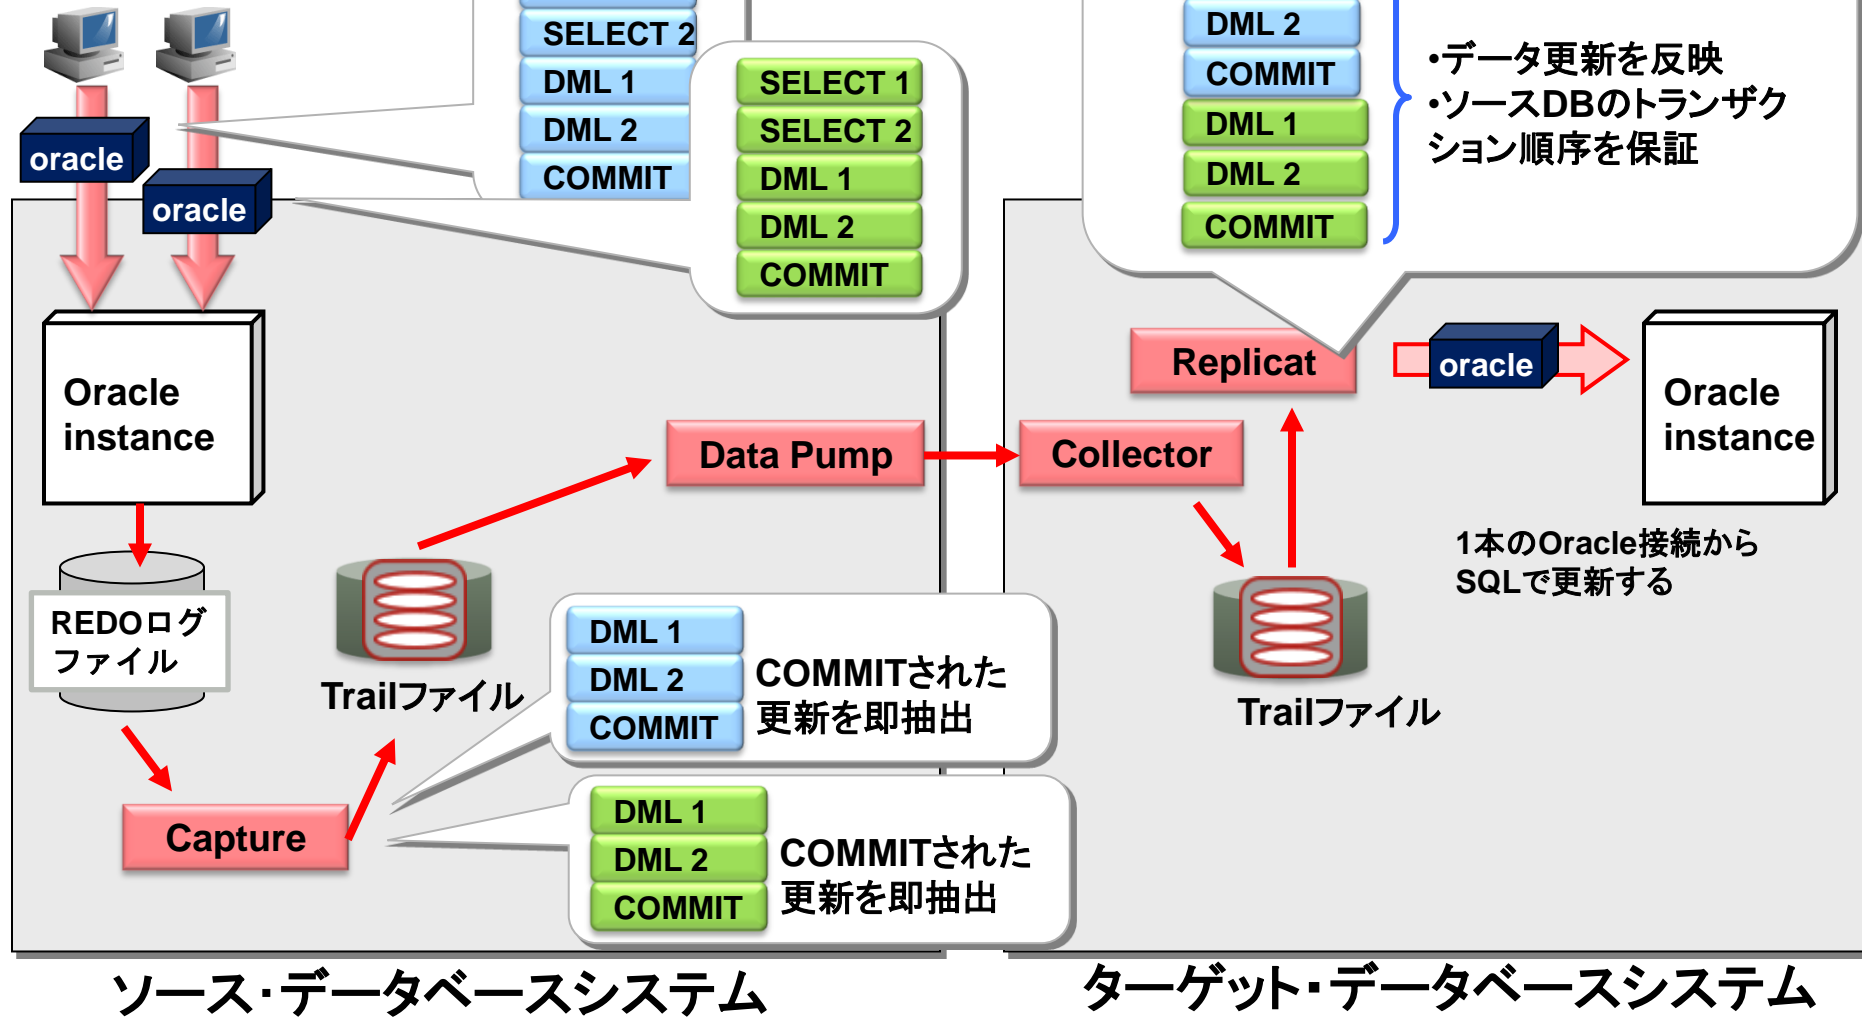 SELECT 2
DML 1
DML 2
COMMIT
SELECT 1
SELECT 2
DML 1
DML 2
COMMIT
DML 2
COMMIT
DML 1
DML 2
COMMIT
•データ更新を反映
•ソースDBのトランザク
ション順序を保証
oracle
oracle
Oracle
instance
Replicat
oracle
Oracle
instance
Data Pump
Collector
1本のOracle接続から
SQLで更新する
REDOログ
ファイル
Trailファイル
Trailファイル
DML 1
DML 2
COMMIT
COMMITされた
更新を即抽出
Capture
DML 1
DML 2
COMMIT
COMMITされた
更新を即抽出
ソース・データベースシステム
ターゲット・データベースシステム